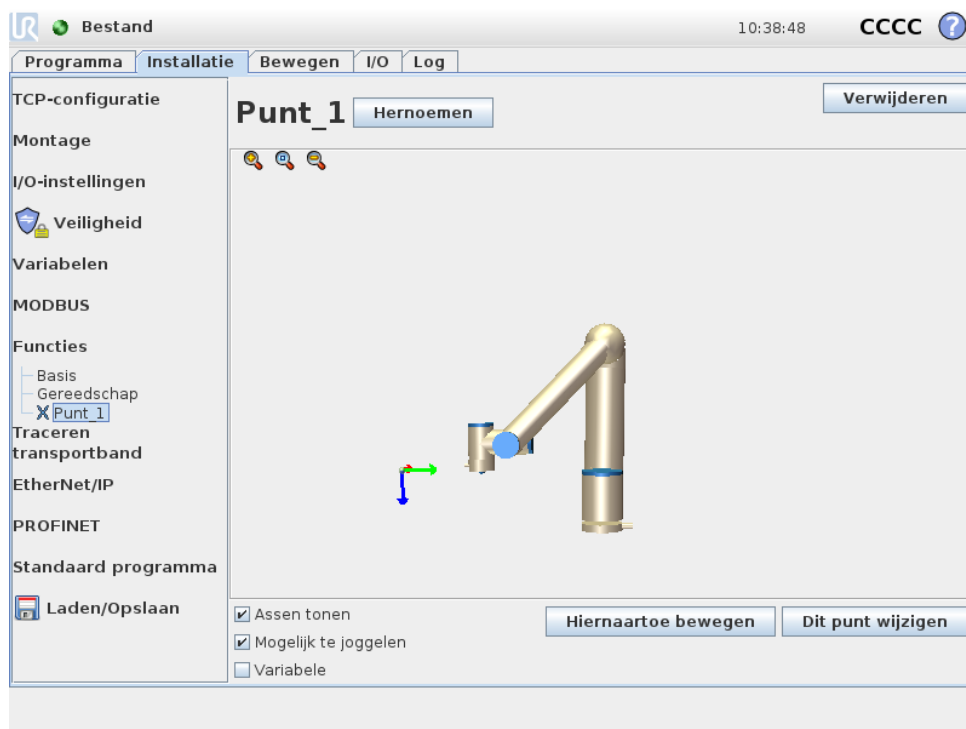 UR Bestand 10:38:48 CCCC ?
Programma Installatie Bewegen I/O Log
TCP-configuratie
Montage
I/O-instellingen
Veiligheid
Variabelen
MODBUS
Functies
Basis
Gereedschap
Punt_1
Traceren
transportband
EtherNet/IP
PROFINET
Standaard programma
Laden/Opslaan
Punt_1 Hernoemen Verwijderen
Assen tonen
Mogelijk te joggelen
Variabele
Hiernaartoe bewegen Dit punt wijzigen